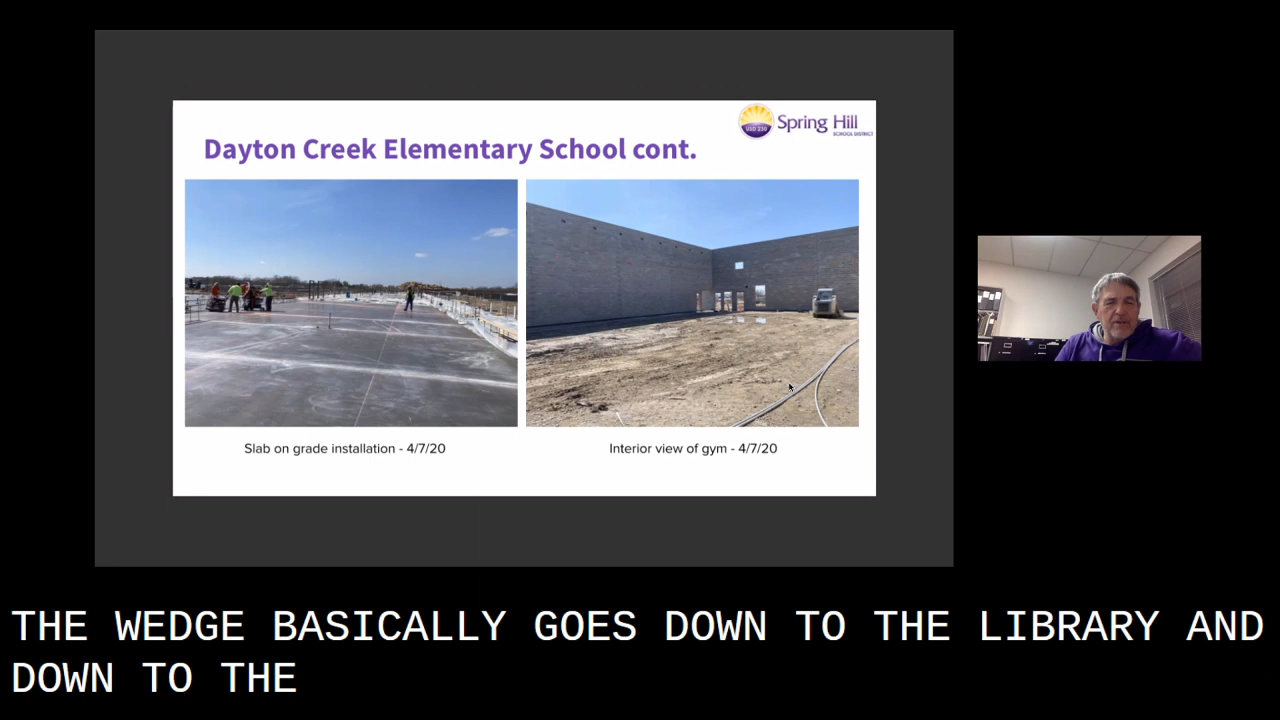 USD 230
Spring Hill
SCHOOL DISTRICT
Dayton Creek Elementary School cont.
Slab on grade installation - 4/7/20
Interior view of gym - 4/7/20
THE WEDGE BASICALLY GOES DOWN TO THE LIBRARY AND
DOWN TO THE